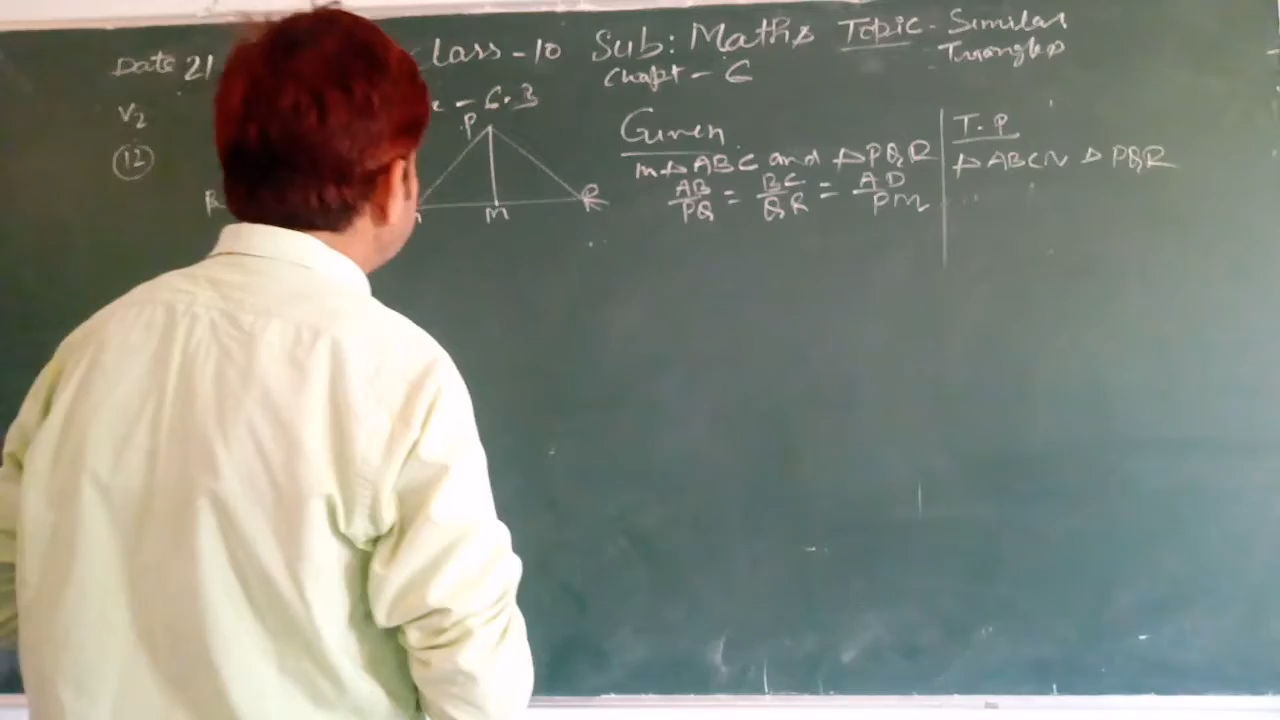 Date 21 lass - 10 Sub: Maths Topic - Similar
Triangles
Chapt - 6
V2
- 6.3
12
P
B
M
R
Given
T.P
In △ABC and △PQR
△ABC ~ △PQR
AB/PQ = BC/QR = AD/PM